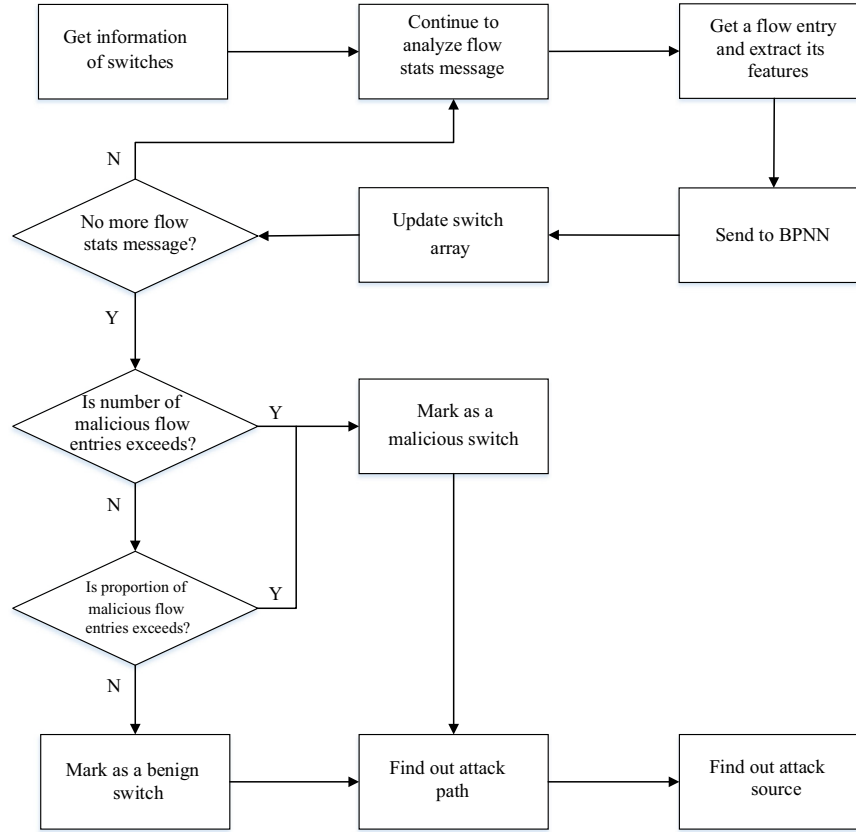 Get information
of switches
Continue to
analyze flow
stats message
Get a flow entry
and extract its
features
N
No more flow
stats message?
Update switch
array
Send to BPNN
Y
Is number of
malicious flow
entries exceeds?
Y
Mark as a
malicious switch
N
Is proportion of
malicious flow
entries exceeds?
Y
N
Mark as a benign
switch
Find out attack
path
Find out attack
source